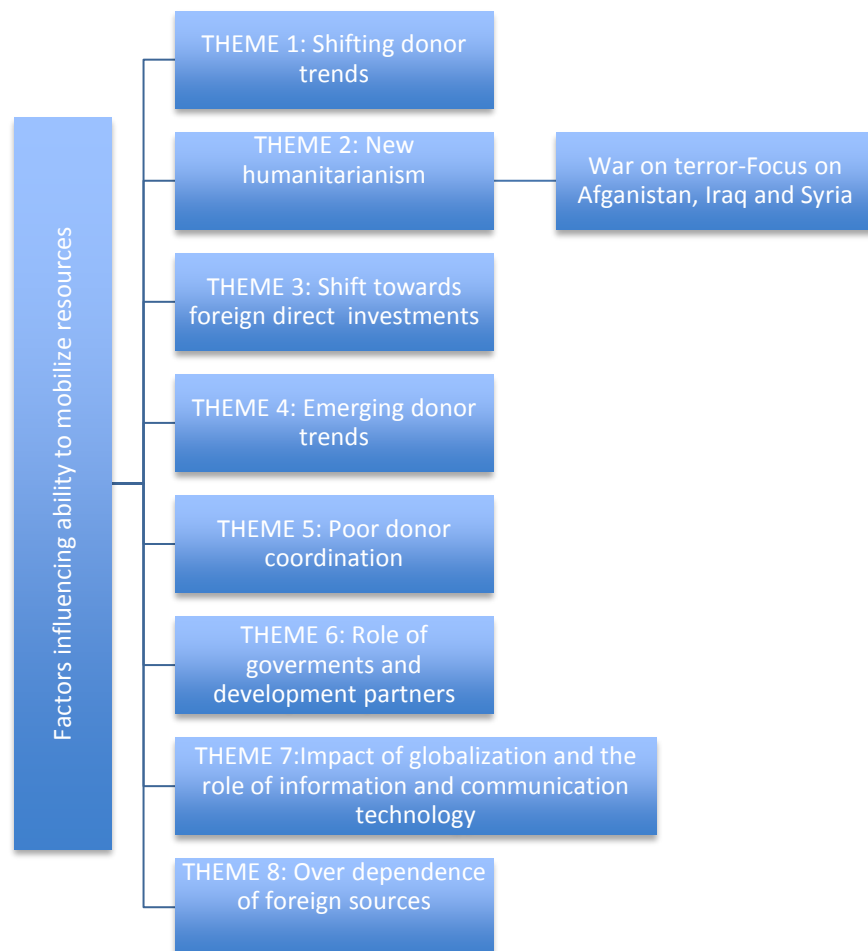 Factors influencing ability to mobilize resources
THEME 1: Shifting donor
trends
THEME 2: New
humanitarianism
War on terror-Focus on
Afganistan, Iraq and Syria
THEME 3: Shift towards
foreign direct  investments
THEME 4: Emerging donor
trends
THEME 5: Poor donor
coordination
THEME 6: Role of
goverments and
development partners
THEME 7:Impact of globalization and the
role of information and communication
technology
THEME 8: Over dependence
of foreign sources